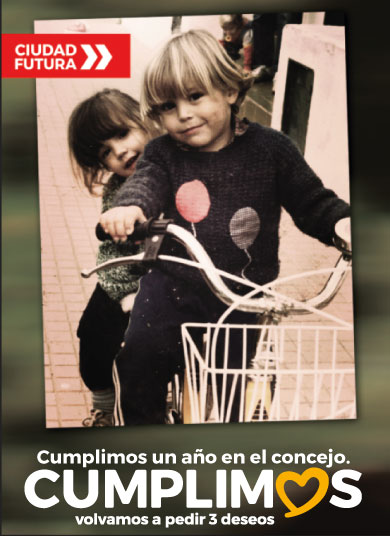 CIUDAD
FUTURA
Cumplimos un año en el concejo.
CUMPLIMOS
volvamos a pedir 3 deseos